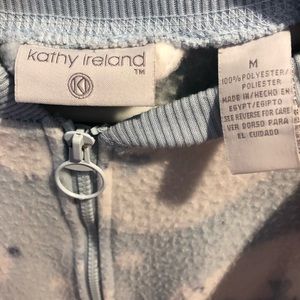 kathy ireland
TM
KI
M
100% POLYESTER/
POLIESTER
MADE IN/HECHO EN
EGYPT/EGIPTO
SEE REVERSE FOR CARE/
VER DORSO PARA
EL CUIDADO